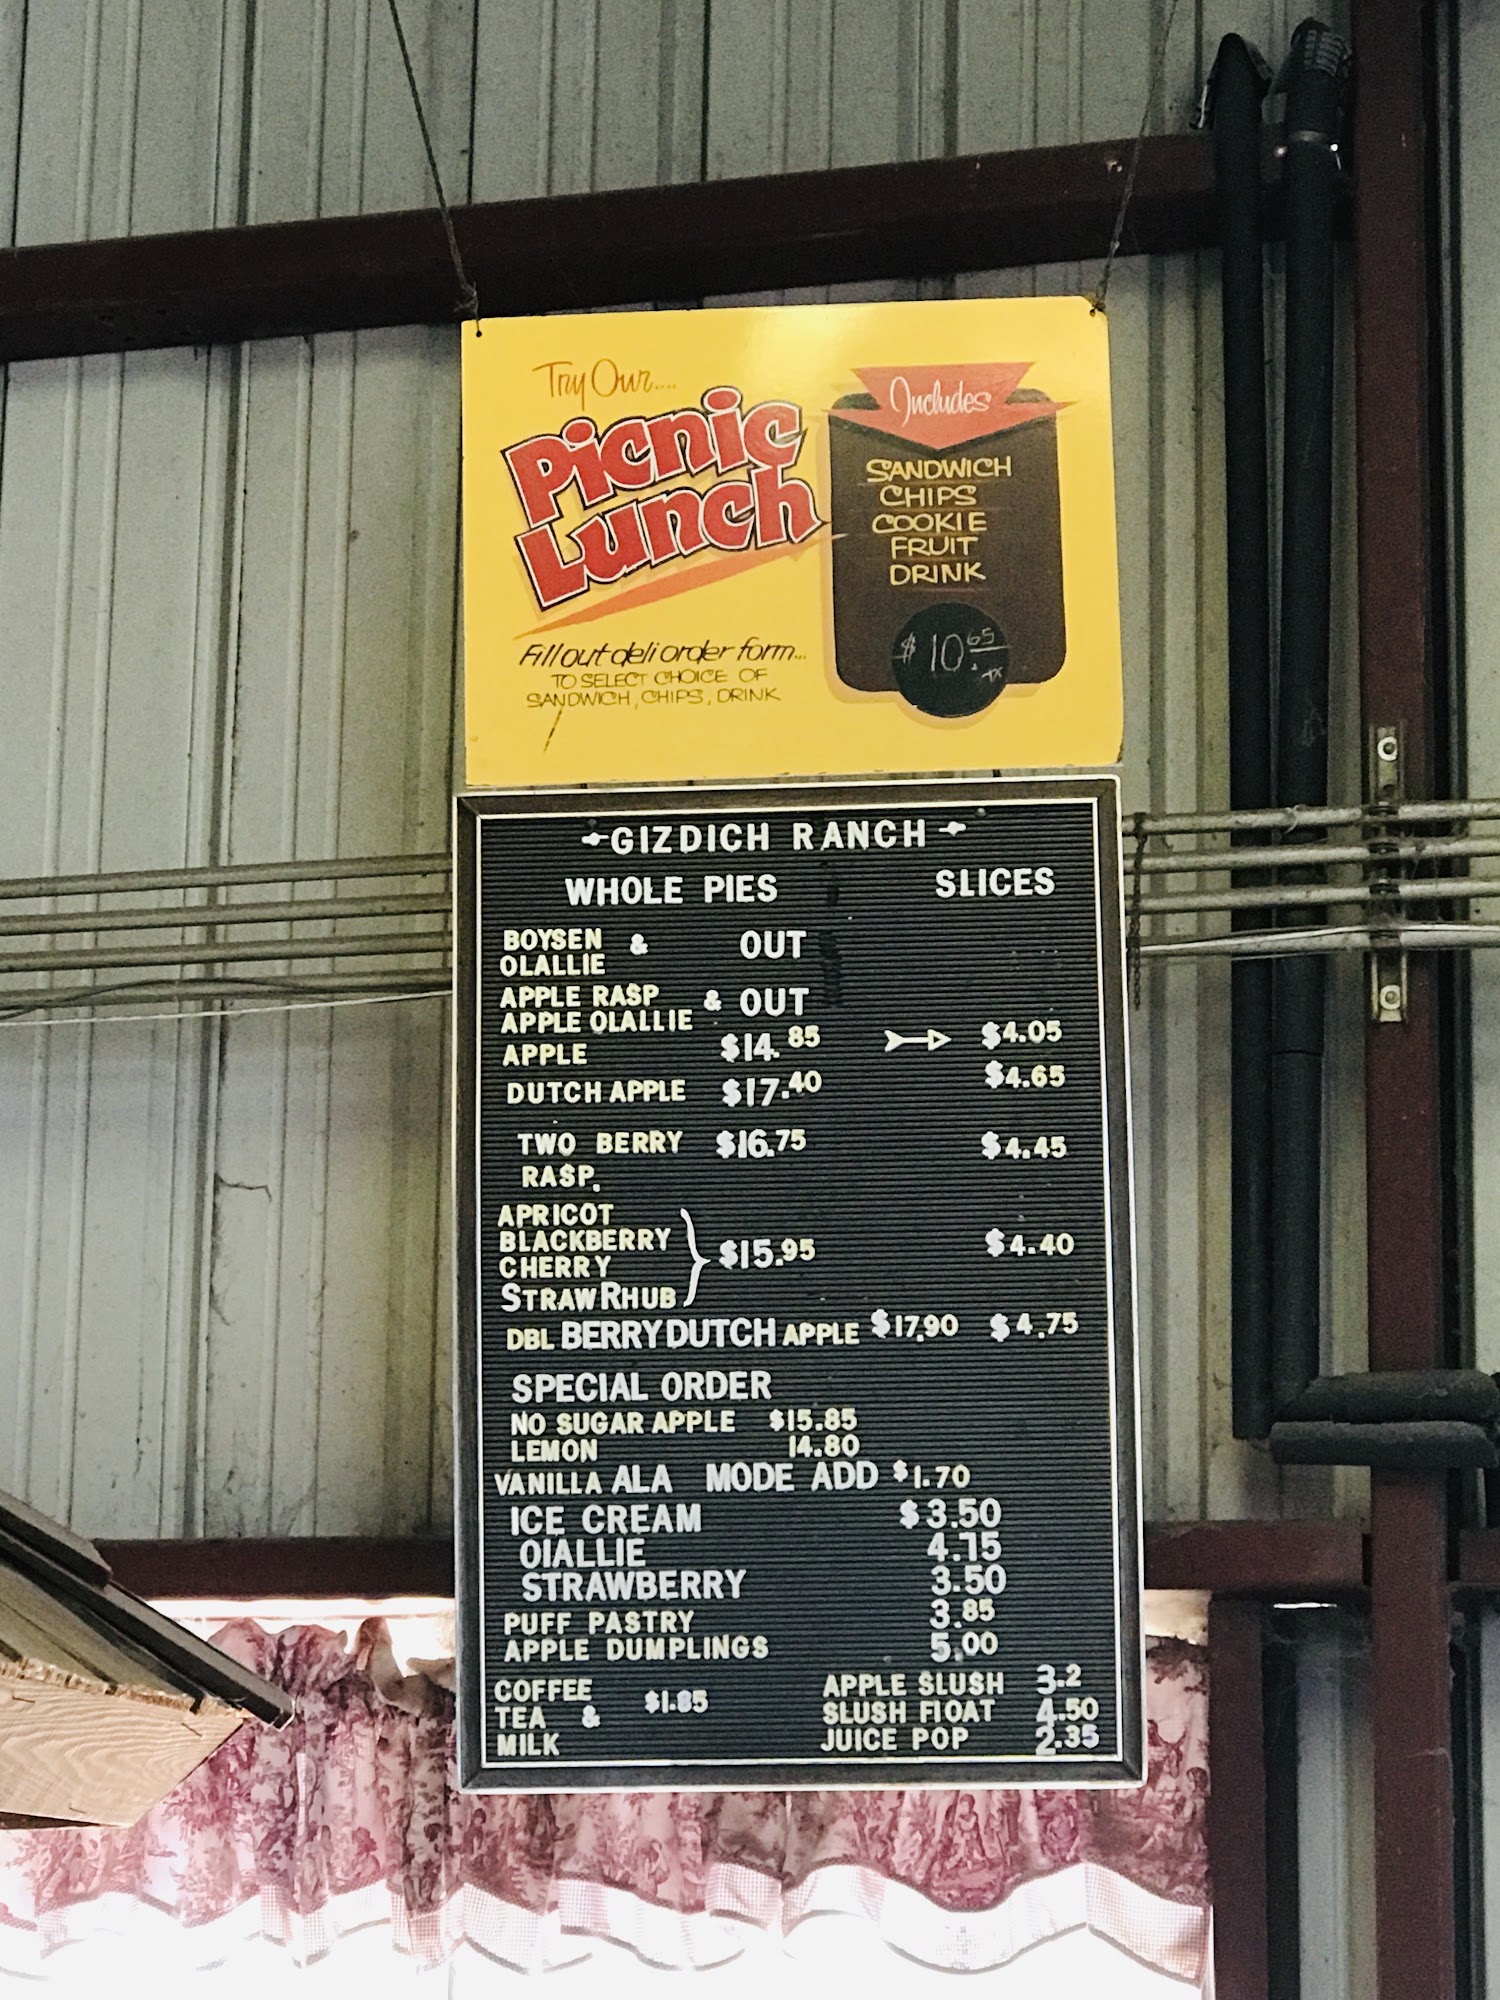 Try Our....
Picnic
Lunch
Fill out deli order form...
TO SELECT CHOICE OF
SANDWICH, CHIPS, DRINK
Includes
SANDWICH
CHIPS
COOKIE
FRUIT
DRINK
$10.65
+ TX
GIZDICH RANCH
WHOLE PIES SLICES
BOYSEN & OUT
OLALLIE
APPLE RASP & OUT
APPLE OLALLIE
APPLE $14.85 $4.05
DUTCH APPLE $17.40 $4.65
TWO BERRY $16.75 $4.45
RASP.
APRICOT
BLACKBERRY
CHERRY
STRAWRHUB
$15.95 $4.40
DBL BERRY DUTCH APPLE $17.90 $4.75
SPECIAL ORDER
NO SUGAR APPLE $15.85
LEMON 14.80
VANILLA ALA MODE ADD $1.70
ICE CREAM $3.50
OIALLIE 4.15
STRAWBERRY 3.50
PUFF PASTRY 3.85
APPLE DUMPLINGS 5.00
COFFEE
TEA & $1.85
MILK
APPLE SLUSH 3.2
SLUSH FIOAT 4.50
JUICE POP 2.35